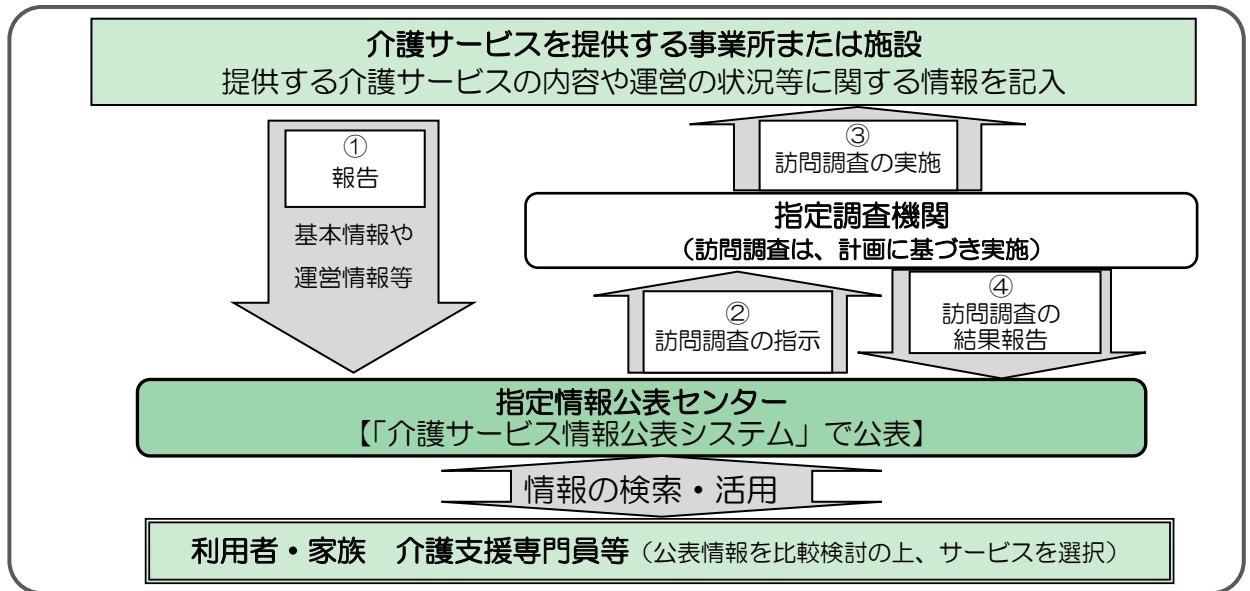 介護サービスを提供する事業所または施設
提供する介護サービスの内容や運営の状況等に関する情報を記入
①
報告
基本情報や
運営情報等
③
訪問調査の実施
指定調査機関
（訪問調査は、計画に基づき実施）
②
訪問調査の指示
④
訪問調査の
結果報告
指定情報公表センター
【「介護サービス情報公表システム」で公表】
情報の検索・活用
利用者・家族　介護支援専門員等（公表情報を比較検討の上、サービスを選択）